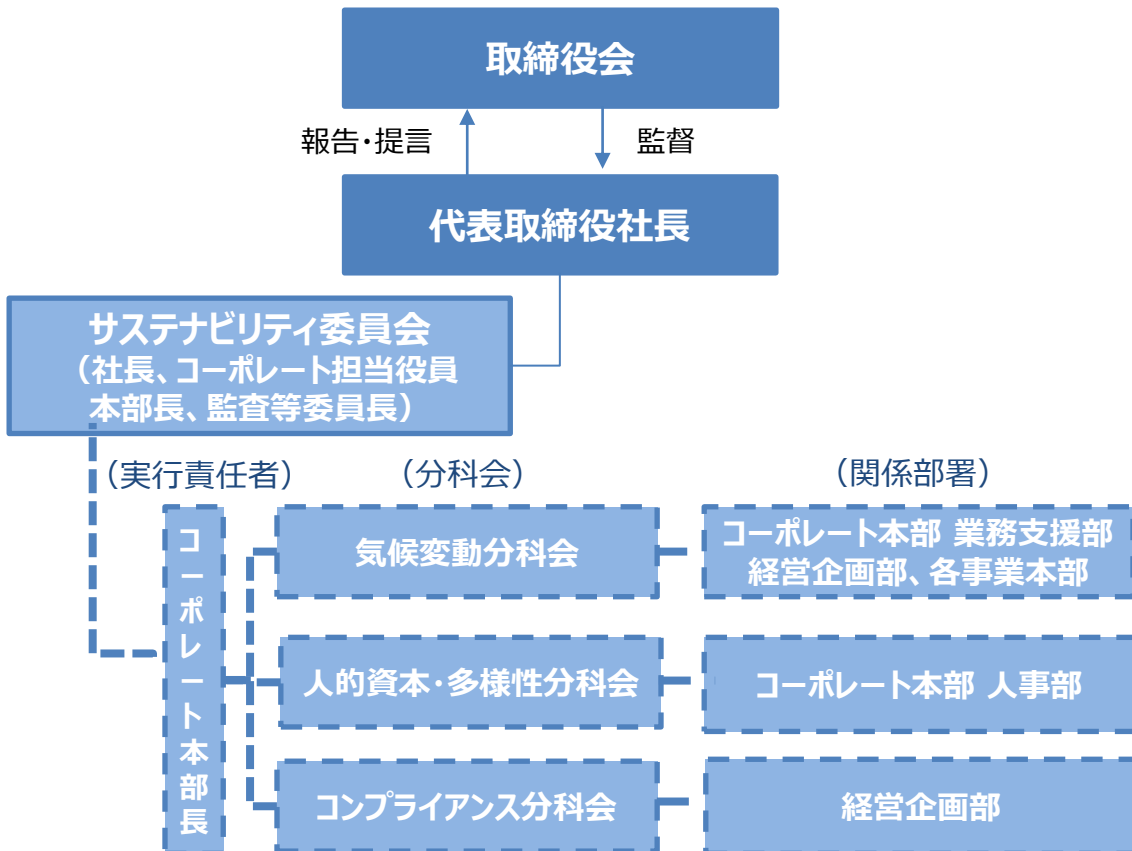 取締役会
報告・提言
監督
代表取締役社長
サステナビリティ委員会
（社長、コーポレート担当役員
本部長、監査等委員長）
（実行責任者）
（分科会）
（関係部署）
コーポレート本部長
気候変動分科会
コーポレート本部 業務支援部
経営企画部、各事業本部
人的資本・多様性分科会
コーポレート本部 人事部
コンプライアンス分科会
経営企画部